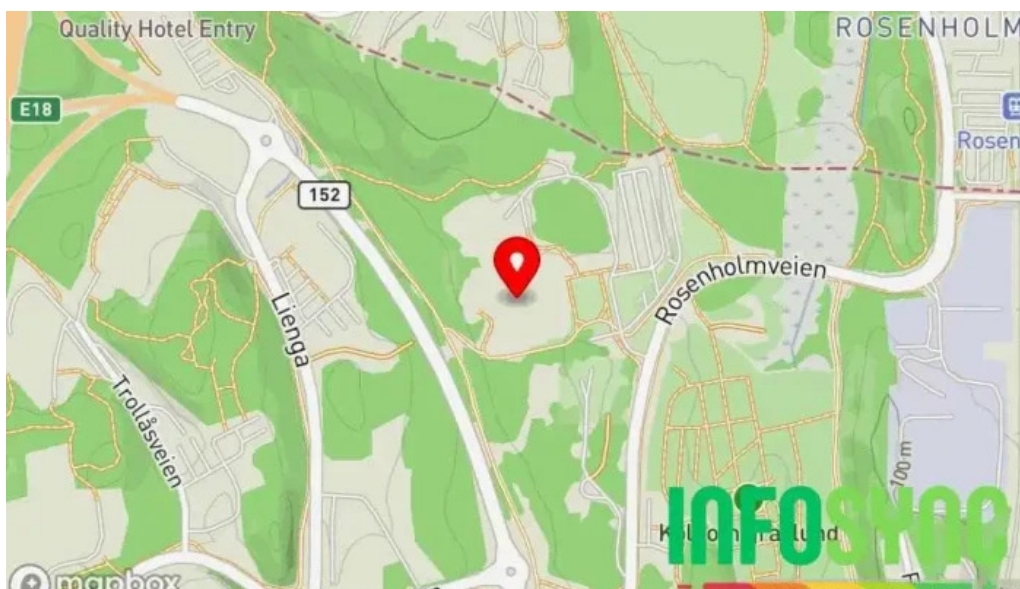 Quality Hotel Entry
ROSENHOLM
E18
Rosen
152
Rosenholmveien
Lienga
Trollåsveien
100 m
INFOSYNC
mapbox